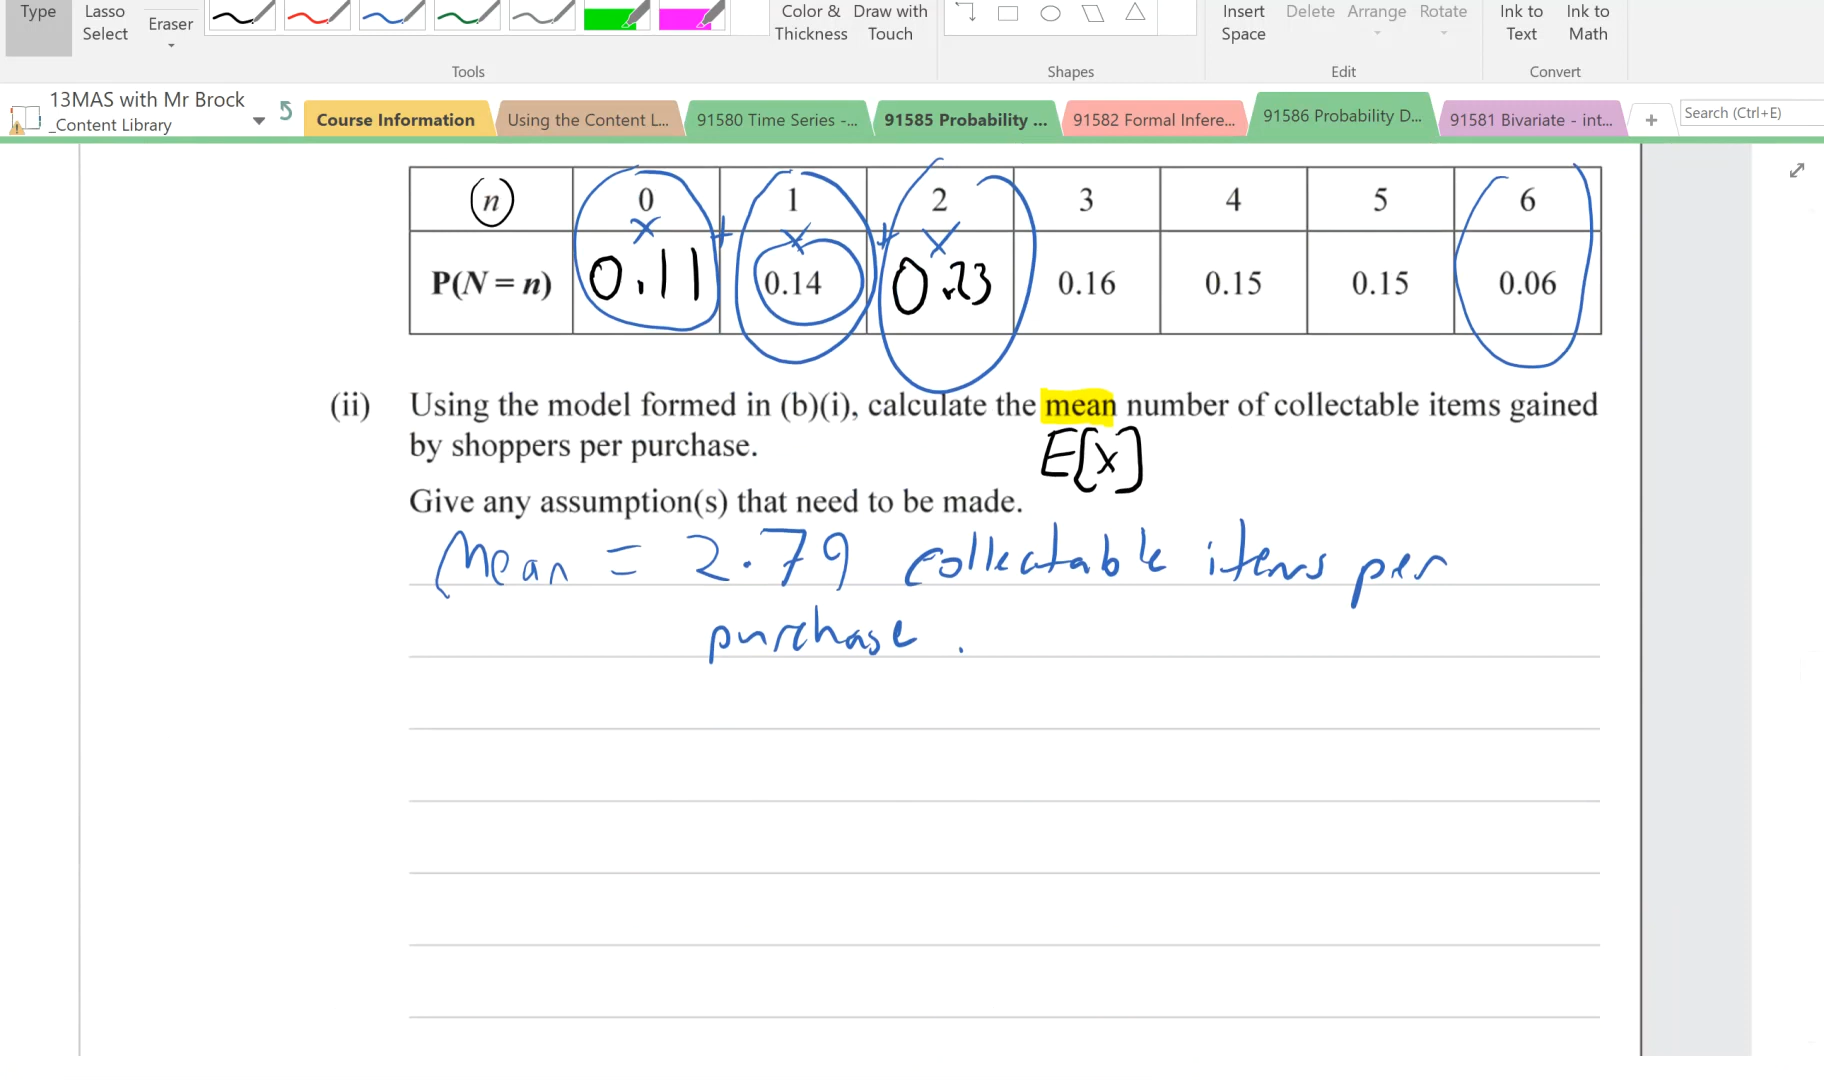 Type
Lasso Select
Eraser
Color & Thickness
Draw with Touch
Insert Space
Delete
Arrange
Rotate
Ink to Text
Ink to Math
Tools
Shapes
Edit
Convert
13MAS with Mr Brock
_Content Library
Course Information
Using the Content L...
91580 Time Series -...
91585 Probability ...
91582 Formal Infere...
91586 Probability D...
91581 Bivariate - int...
+
Search (Ctrl+E)
n 0 1 2 3 4 5 6
x + x + x
P(N = n) 0.11 0.14 0.23 0.16 0.15 0.15 0.06
(ii) Using the model formed in (b)(i), calculate the mean number of collectable items gained
by shoppers per purchase.
E[x]
Give any assumption(s) that need to be made.
Mean = 2.79 collectable items per
purchase.